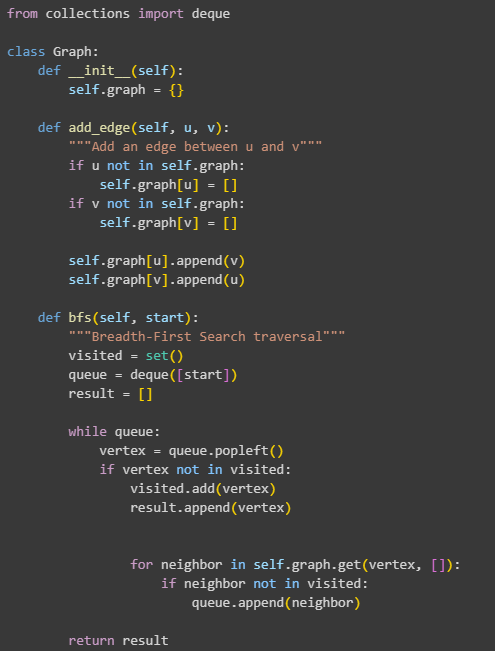 from collections import deque

class Graph:
    def __init__(self):
        self.graph = {}

    def add_edge(self, u, v):
        """Add an edge between u and v"""
        if u not in self.graph:
            self.graph[u] = []
        if v not in self.graph:
            self.graph[v] = []

        self.graph[u].append(v)
        self.graph[v].append(u)

    def bfs(self, start):
        """Breadth-First Search traversal"""
        visited = set()
        queue = deque([start])
        result = []

        while queue:
            vertex = queue.popleft()
            if vertex not in visited:
                visited.add(vertex)
                result.append(vertex)


                for neighbor in self.graph.get(vertex, []):
                    if neighbor not in visited:
                        queue.append(neighbor)

        return result